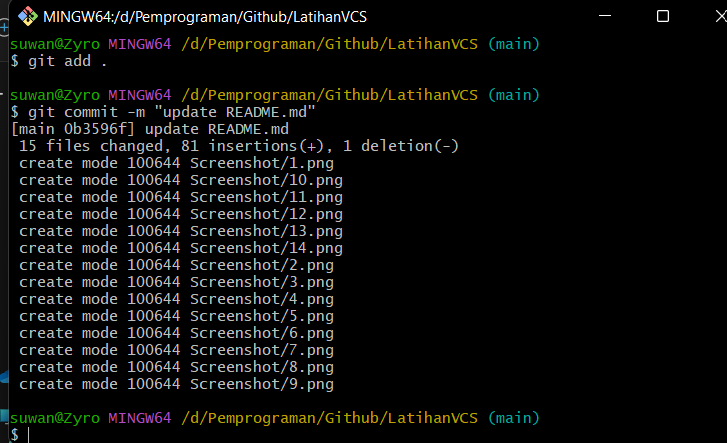 MINGW64:/d/Pemprograman/Github/LatihanVCS
suwan@Zyro MINGW64 /d/Pemprograman/Github/LatihanVCS (main)
$ git add .
suwan@Zyro MINGW64 /d/Pemprograman/Github/LatihanVCS (main)
$ git commit -m "update README.md"
[main 0b3596f] update README.md
 15 files changed, 81 insertions(+), 1 deletion(-)
 create mode 100644 Screenshot/1.png
 create mode 100644 Screenshot/10.png
 create mode 100644 Screenshot/11.png
 create mode 100644 Screenshot/12.png
 create mode 100644 Screenshot/13.png
 create mode 100644 Screenshot/14.png
 create mode 100644 Screenshot/2.png
 create mode 100644 Screenshot/3.png
 create mode 100644 Screenshot/4.png
 create mode 100644 Screenshot/5.png
 create mode 100644 Screenshot/6.png
 create mode 100644 Screenshot/7.png
 create mode 100644 Screenshot/8.png
 create mode 100644 Screenshot/9.png
suwan@Zyro MINGW64 /d/Pemprograman/Github/LatihanVCS (main)
$